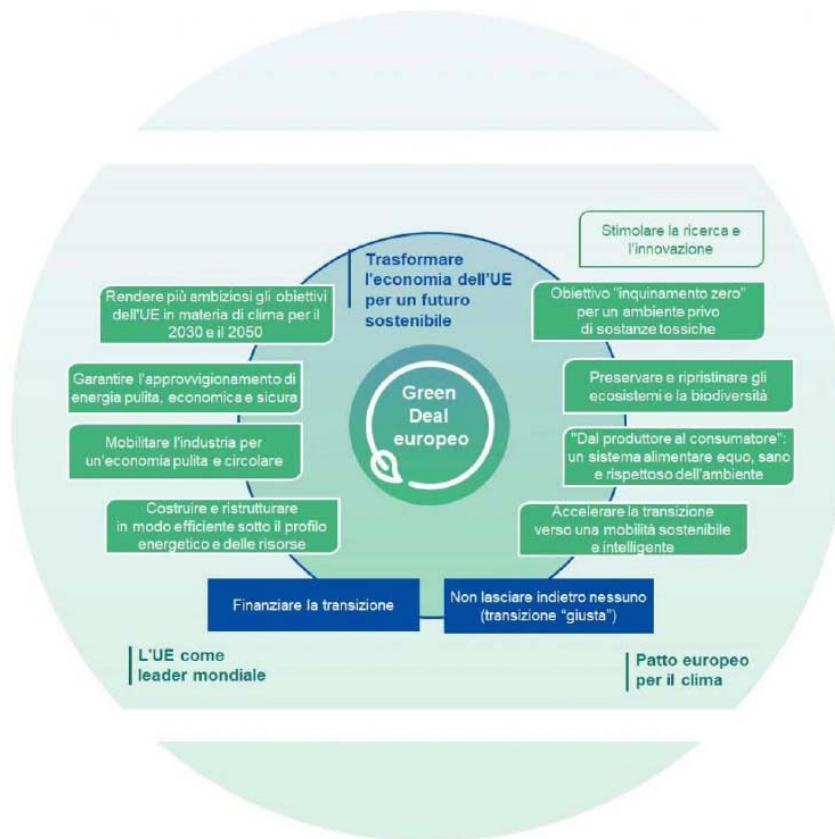 Trasformare
l'economia dell'UE
per un futuro
sostenibile
Stimolare la ricerca e
l'innovazione
Rendere più ambiziosi gli obiettivi
dell'UE in materia di clima per il
2030 e il 2050
Obiettivo "inquinamento zero"
per un ambiente privo
di sostanze tossiche
Garantire l'approvvigionamento di
energia pulita, economica e sicura
Green
Deal
europeo
Preservare e ripristinare gli
ecosistemi e la biodiversità
Mobilitare l'industria per
un'economia pulita e circolare
"Dal produttore al consumatore":
un sistema alimentare equo, sano
e rispettoso dell'ambiente
Costruire e ristrutturare
in modo efficiente sotto il profilo
energetico e delle risorse
Accelerare la transizione
verso una mobilità sostenibile
e intelligente
Finanziare la transizione
Non lasciare indietro nessuno
(transizione "giusta")
L'UE come
leader mondiale
Patto europeo
per il clima